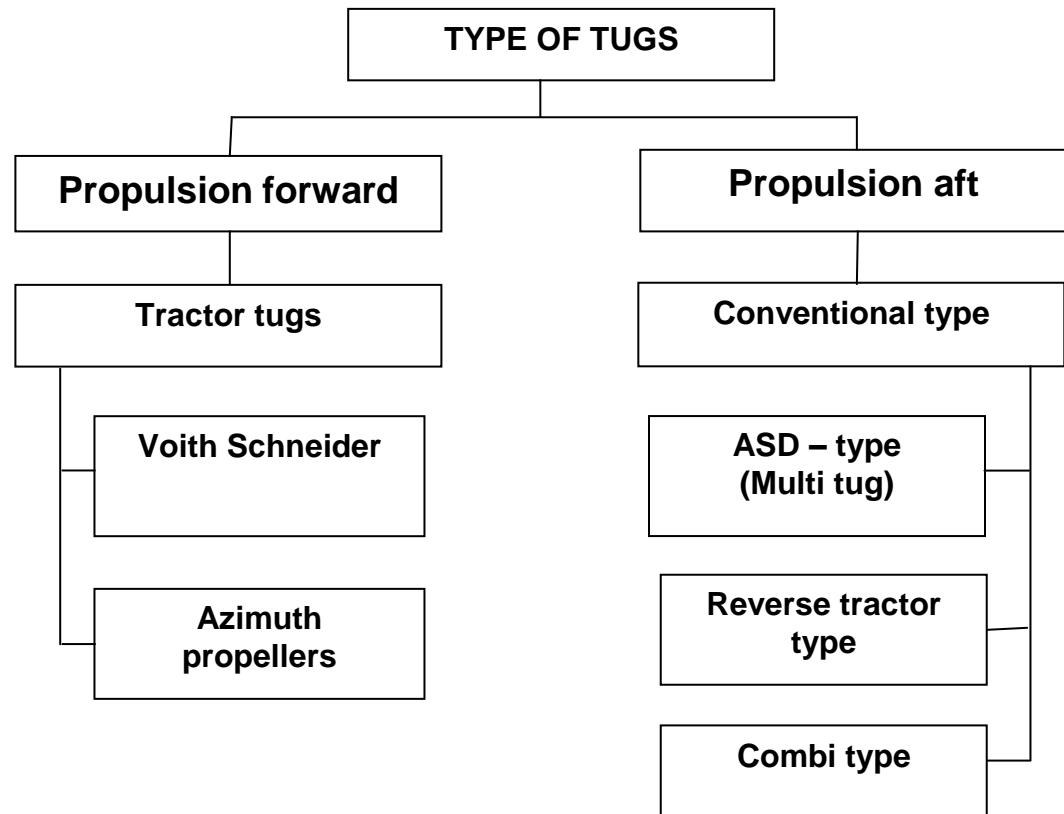 TYPE OF TUGS
Propulsion forward
Propulsion aft
Tractor tugs
Conventional type
Voith Schneider
ASD – type
(Multi tug)
Azimuth
propellers
Reverse tractor
type
Combi type